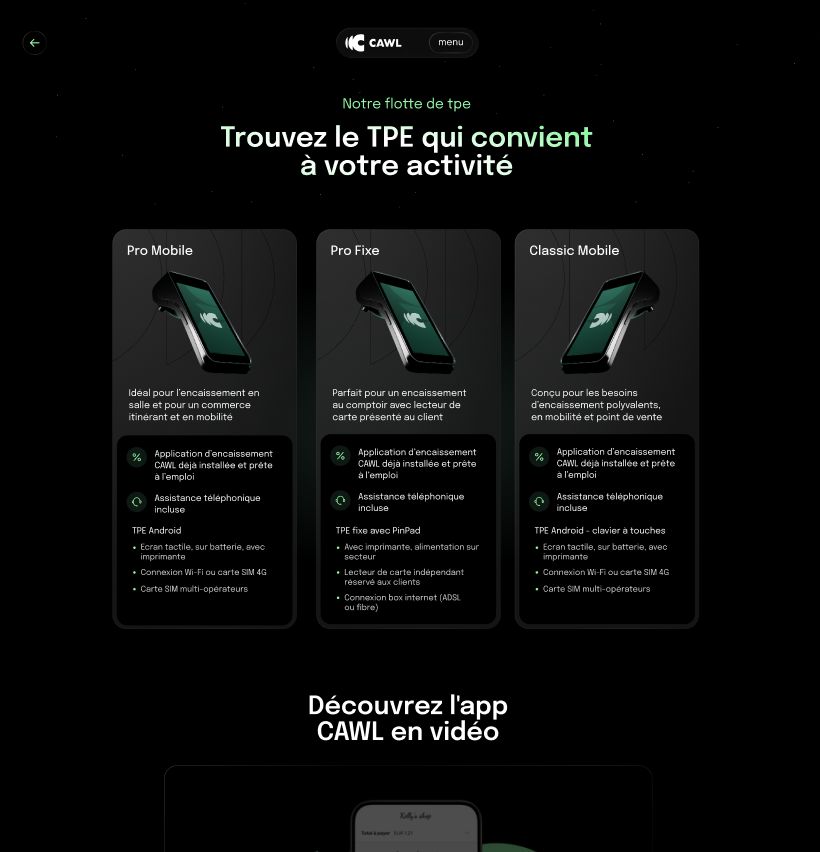 CAWL
menu
Notre flotte de tpe
Trouvez le TPE qui convient
à votre activité
Pro Mobile
Idéal pour l'encaissement en
salle et pour un commerce
itinérant et en mobilité
Application d'encaissement
CAWL déjà installée et prête
à l'emploi
Assistance téléphonique
incluse
TPE Android
• Ecran tactile, sur batterie, avec
imprimante
• Connexion Wi-Fi ou carte SIM 4G
• Carte SIM multi-opérateurs
Pro Fixe
Parfait pour un encaissement
au comptoir avec lecteur de
carte présenté au client
Application d'encaissement
CAWL déjà installée et prête
à l'emploi
Assistance téléphonique
incluse
TPE fixe avec PinPad
• Avec imprimante, alimentation sur
secteur
• Lecteur de carte indépendant
réservé aux clients
• Connexion box internet (ADSL
ou fibre)
Classic Mobile
Conçu pour les besoins
d'encaissement polyvalents,
en mobilité et point de vente
Application d'encaissement
CAWL déjà installée et prête
à l'emploi
Assistance téléphonique
incluse
TPE Android - clavier à touches
• Ecran tactile, sur batterie, avec
imprimante
• Connexion Wi-Fi ou carte SIM 4G
• Carte SIM multi-opérateurs
Découvrez l'app
CAWL en vidéo
Kelly's shop
Total à payer